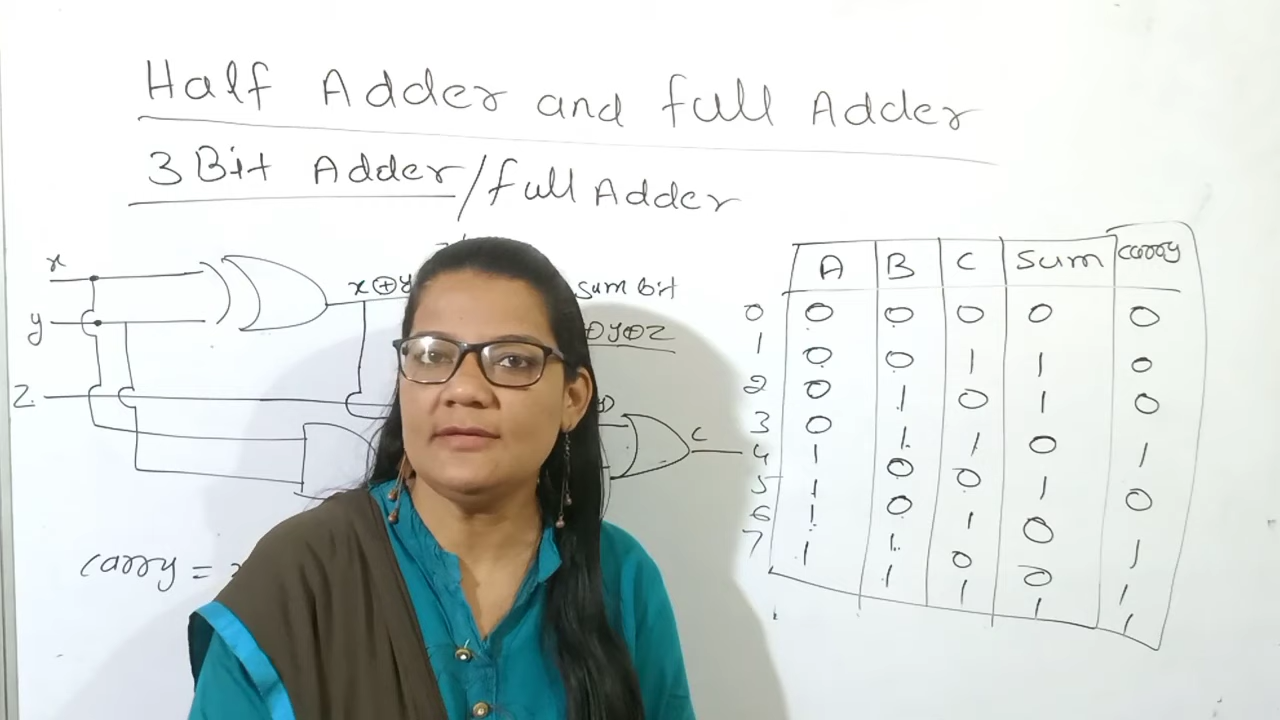 Half Adder and full Adder
3 Bit Adder/full Adder
x
y
Z
x⊕y
sum bit
⊕y⊕z
C
carry =
A B C sum carry
0 0 0 0 0 0
1 0 0 1 1 0
2 0 1 0 1 0
3 0 1 1 0 1
4 1 0 0 1 0
5 1 0 1 0 1
6 1 1 0 0 1
7 1 1 1 1 1